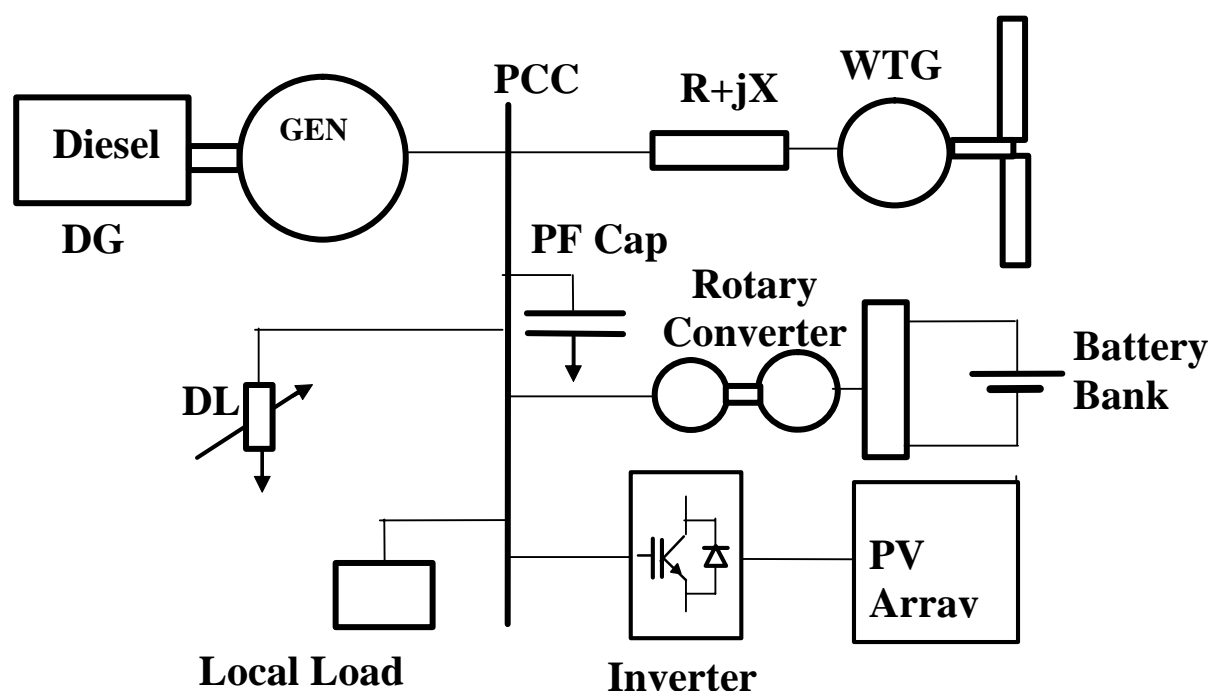 PCC
WTG
R+jX
GEN
Diesel
DG
PF Cap
Rotary
Converter
Battery
Bank
DL
PV
Arrav
Local Load
Inverter